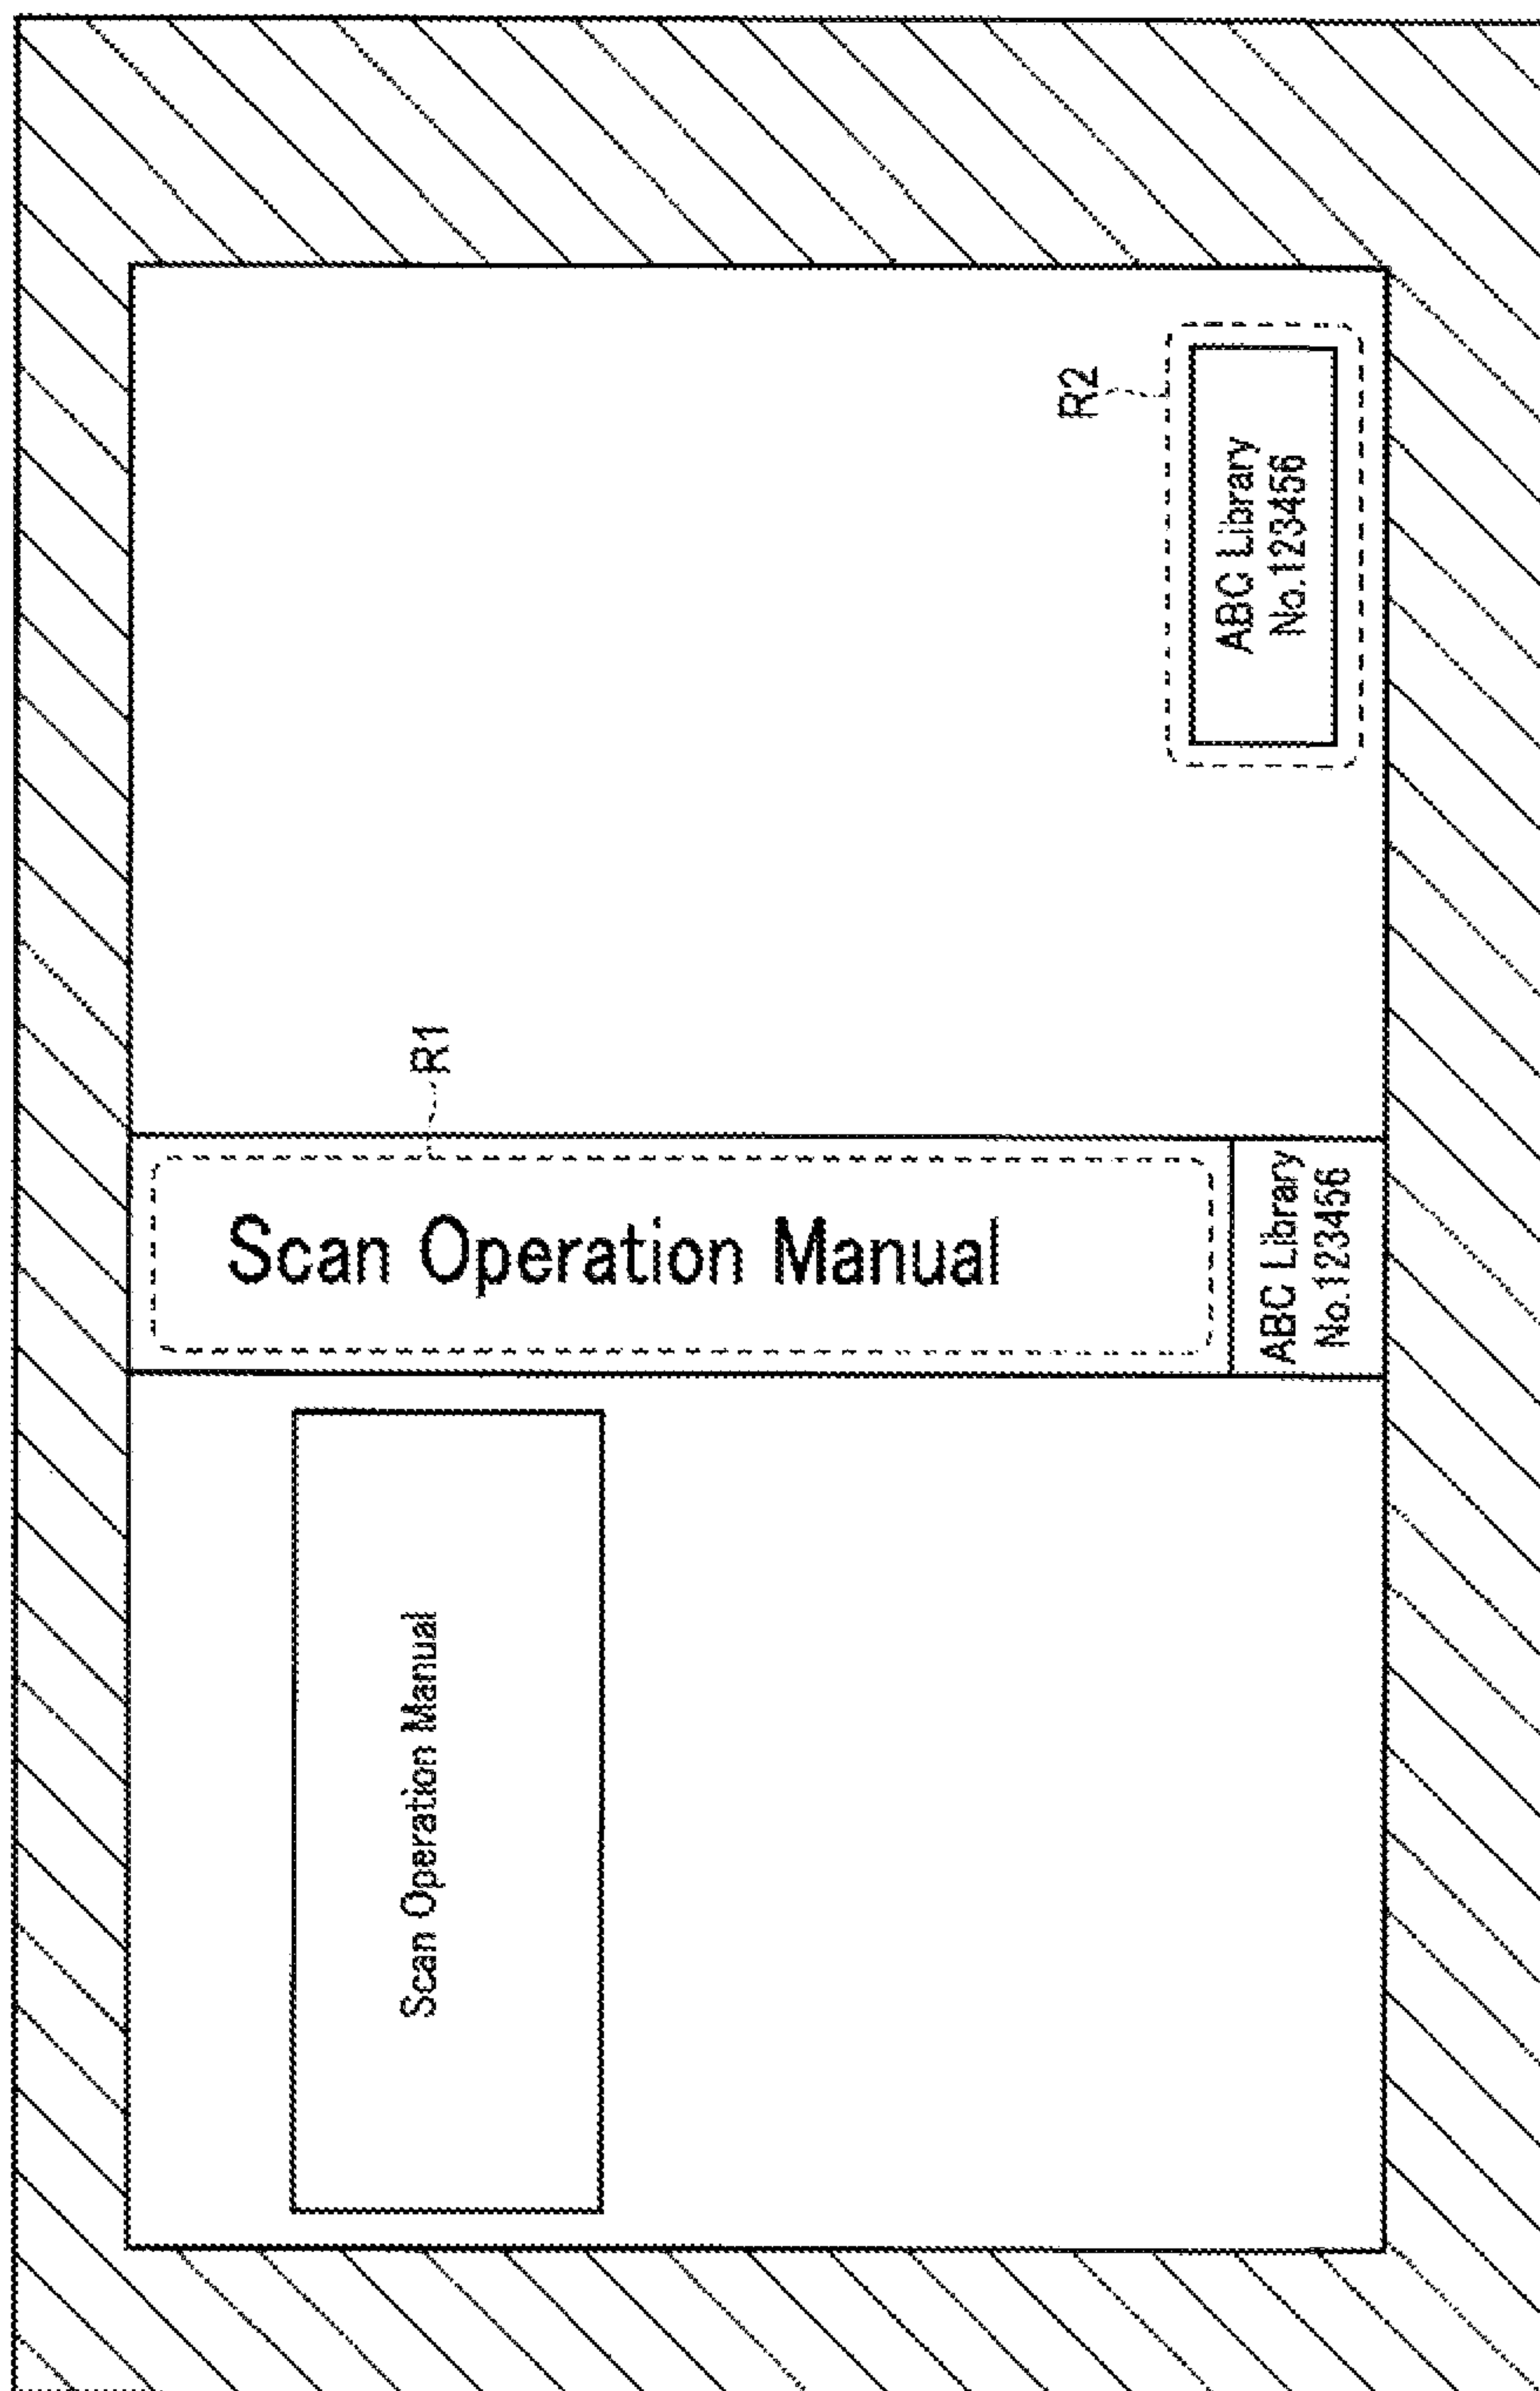 R2
ABC Library
No.123456
R1
Scan Operation Manual
ABC Library
No.123456
Scan Operation Manual